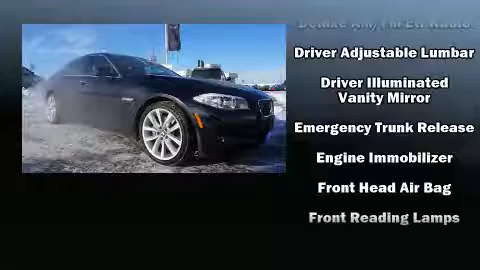 Driver Adjustable Lumbar
Driver Illuminated
Vanity Mirror
Emergency Trunk Release
Engine Immobilizer
Front Head Air Bag
Front Reading Lamps